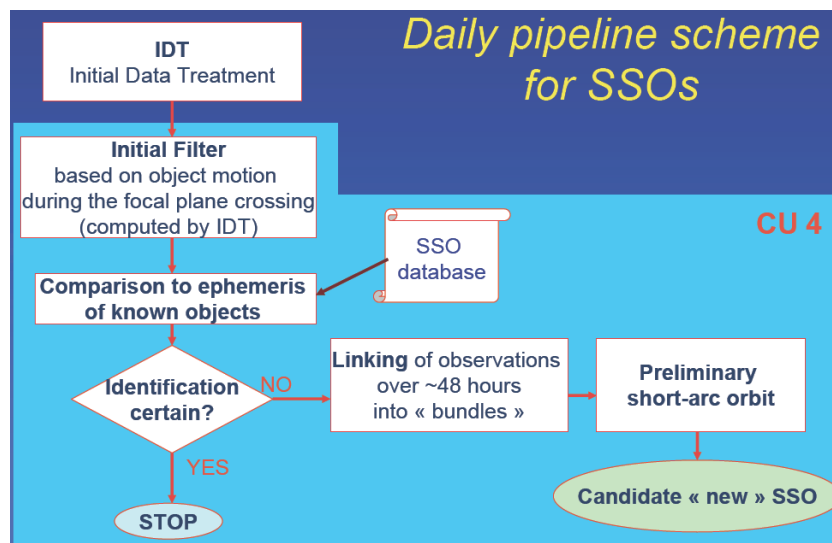 Daily pipeline scheme
for SSOs
IDT
Initial Data Treatment
Initial Filter
based on object motion
during the focal plane crossing
(computed by IDT)
CU 4
SSO
database
Comparison to ephemeris
of known objects
Identification
certain?
NO
Linking of observations
over ~48 hours
into « bundles »
Preliminary
short-arc orbit
YES
STOP
Candidate « new » SSO